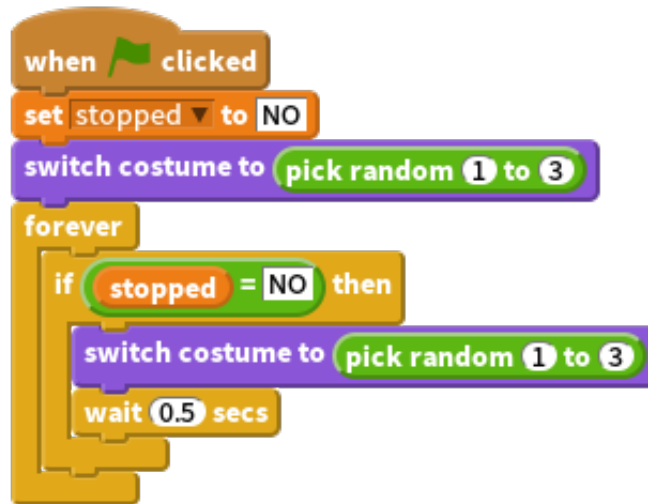 when clicked
set stopped to NO
switch costume to pick random 1 to 3
forever
if stopped = NO then
switch costume to pick random 1 to 3
wait 0.5 secs